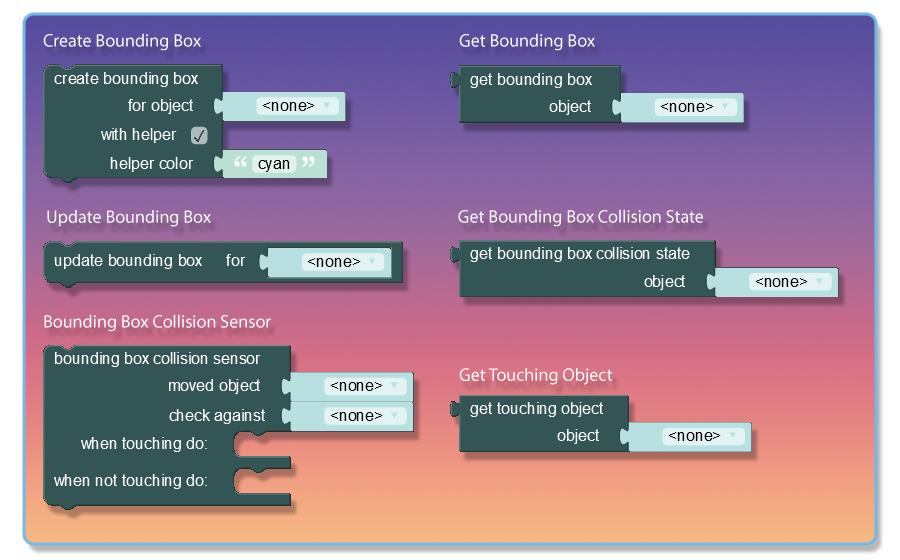 Create Bounding Box
create bounding box
for object <none>
with helper
helper color “ cyan ”
Update Bounding Box
update bounding box for <none>
Bounding Box Collision Sensor
bounding box collision sensor
moved object <none>
check against <none>
when touching do:
when not touching do:
Get Bounding Box
get bounding box
object <none>
Get Bounding Box Collision State
get bounding box collision state
object <none>
Get Touching Object
get touching object
object <none>